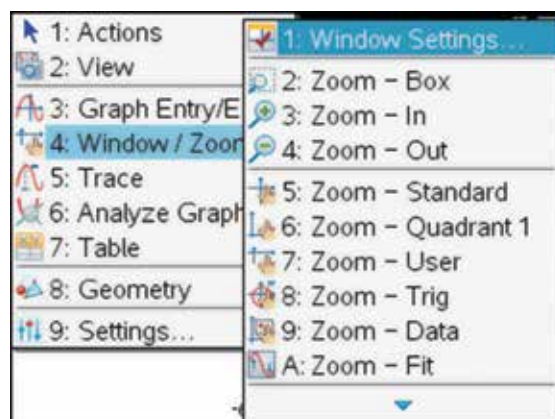 1: Actions
2: View
3: Graph Entry/E
4: Window / Zoor
5: Trace
6: Analyze Graph
7: Table
8: Geometry
9: Settings...
1: Window Settings...
2: Zoom – Box
3: Zoom – In
4: Zoom – Out
5: Zoom – Standard
6: Zoom – Quadrant 1
7: Zoom – User
8: Zoom – Trig
9: Zoom – Data
A: Zoom – Fit